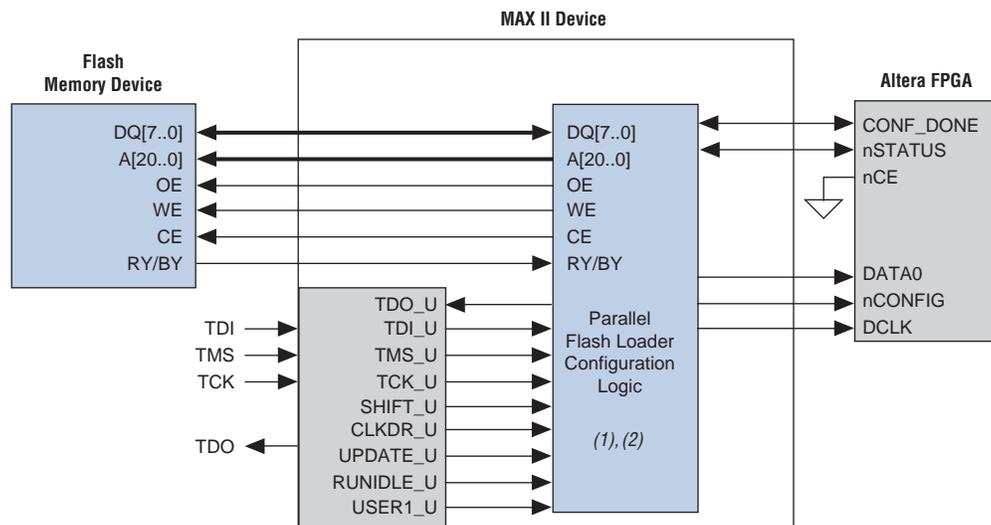 MAX II Device
Flash
Memory Device
Altera FPGA
DQ[7..0]
A[20..0]
OE
WE
CE
RY/BY
DQ[7..0]
A[20..0]
OE
WE
CE
RY/BY
Parallel
Flash Loader
Configuration
Logic
(1), (2)
CONF_DONE
nSTATUS
nCE
DATA0
nCONFIG
DCLK
TDI
TMS
TCK
TDO
TDO_U
TDI_U
TMS_U
TCK_U
SHIFT_U
CLKDR_U
UPDATE_U
RUNIDLE_U
USER1_U